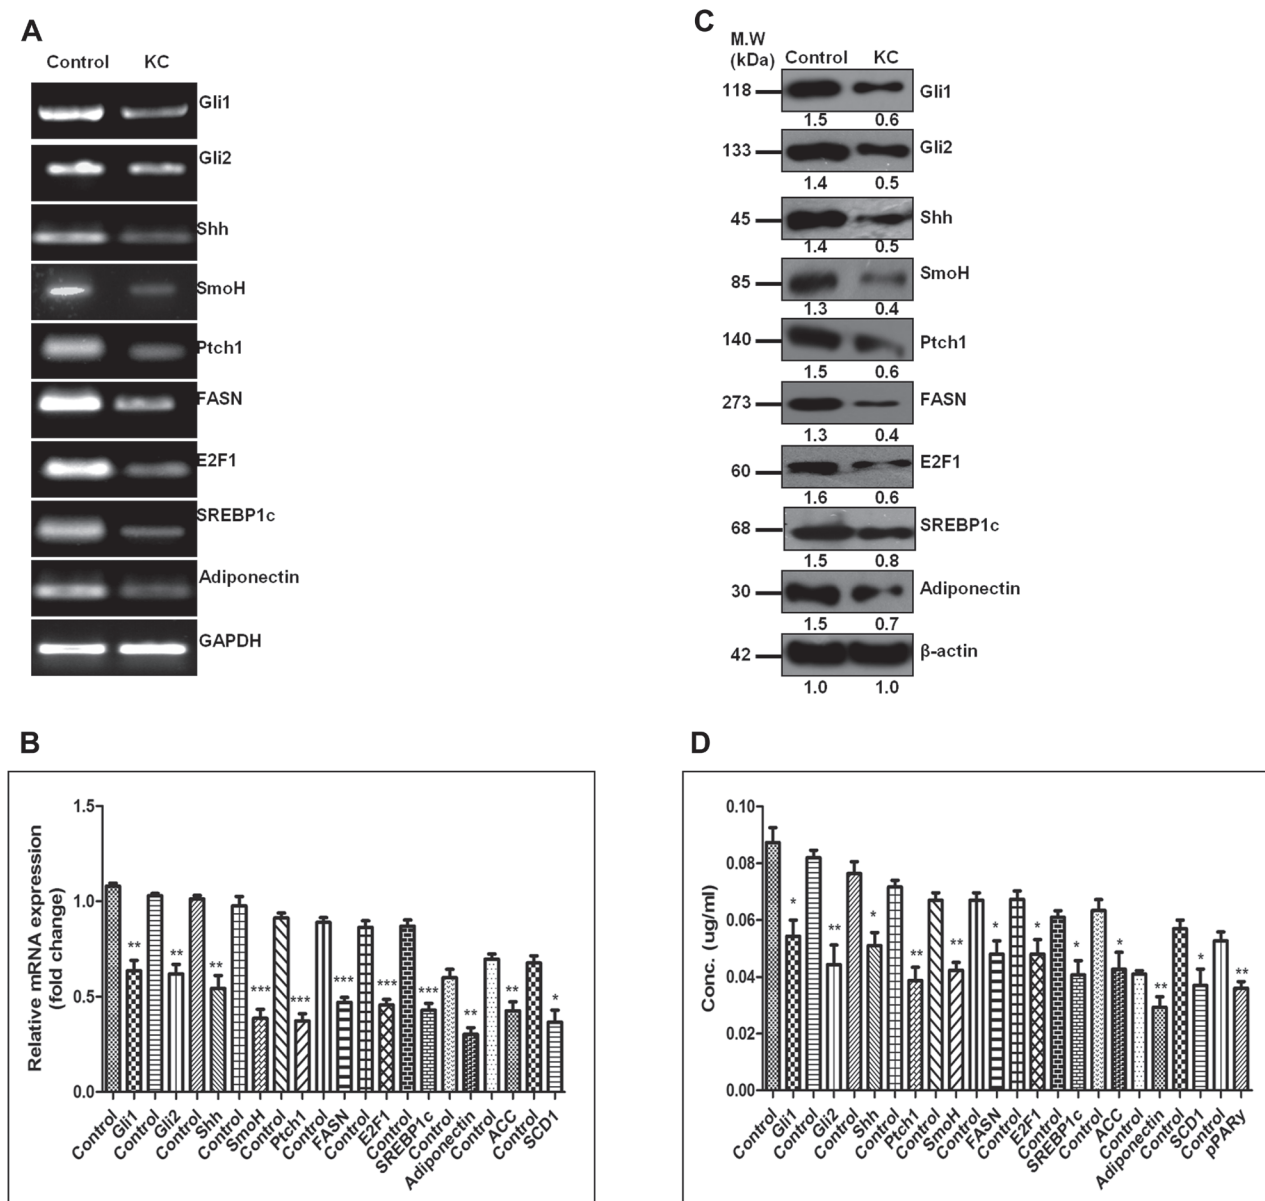 A
Control KC
Gli1
Gli2
Shh
SmoH
Ptch1
FASN
E2F1
SREBP1c
Adiponectin
GAPDH
C
M.W
(kDa) Control KC
118 Gli1
1.5 0.6
133 Gli2
1.4 0.5
45 Shh
1.4 0.5
85 SmoH
1.3 0.4
140 Ptch1
1.5 0.6
273 FASN
1.3 0.4
60 E2F1
1.6 0.6
68 SREBP1c
1.5 0.8
30 Adiponectin
1.5 0.7
42 β-actin
1.0 1.0
B
Relative mRNA expression
(fold change)
1.5
1.0
0.5
0.0
** ** ** *** *** *** *** *** ** ** *
Control Gli1 Control Gli2 Control Shh Control SmoH Control Ptch1 Control FASN Control E2F1 Control SREBP1c Control Adiponectin Control ACC Control SCD1
D
Conc. (ug/ml)
0.10
0.08
0.06
0.04
0.02
0.00
* ** * ** ** * * * * ** * **
Control Gli1 Control Gli2 Control Shh Control Ptch1 Control SmoH Control FASN Control E2F1 Control SREBP1c Control ACC Control Adiponectin Control SCD1 Control pPARγ